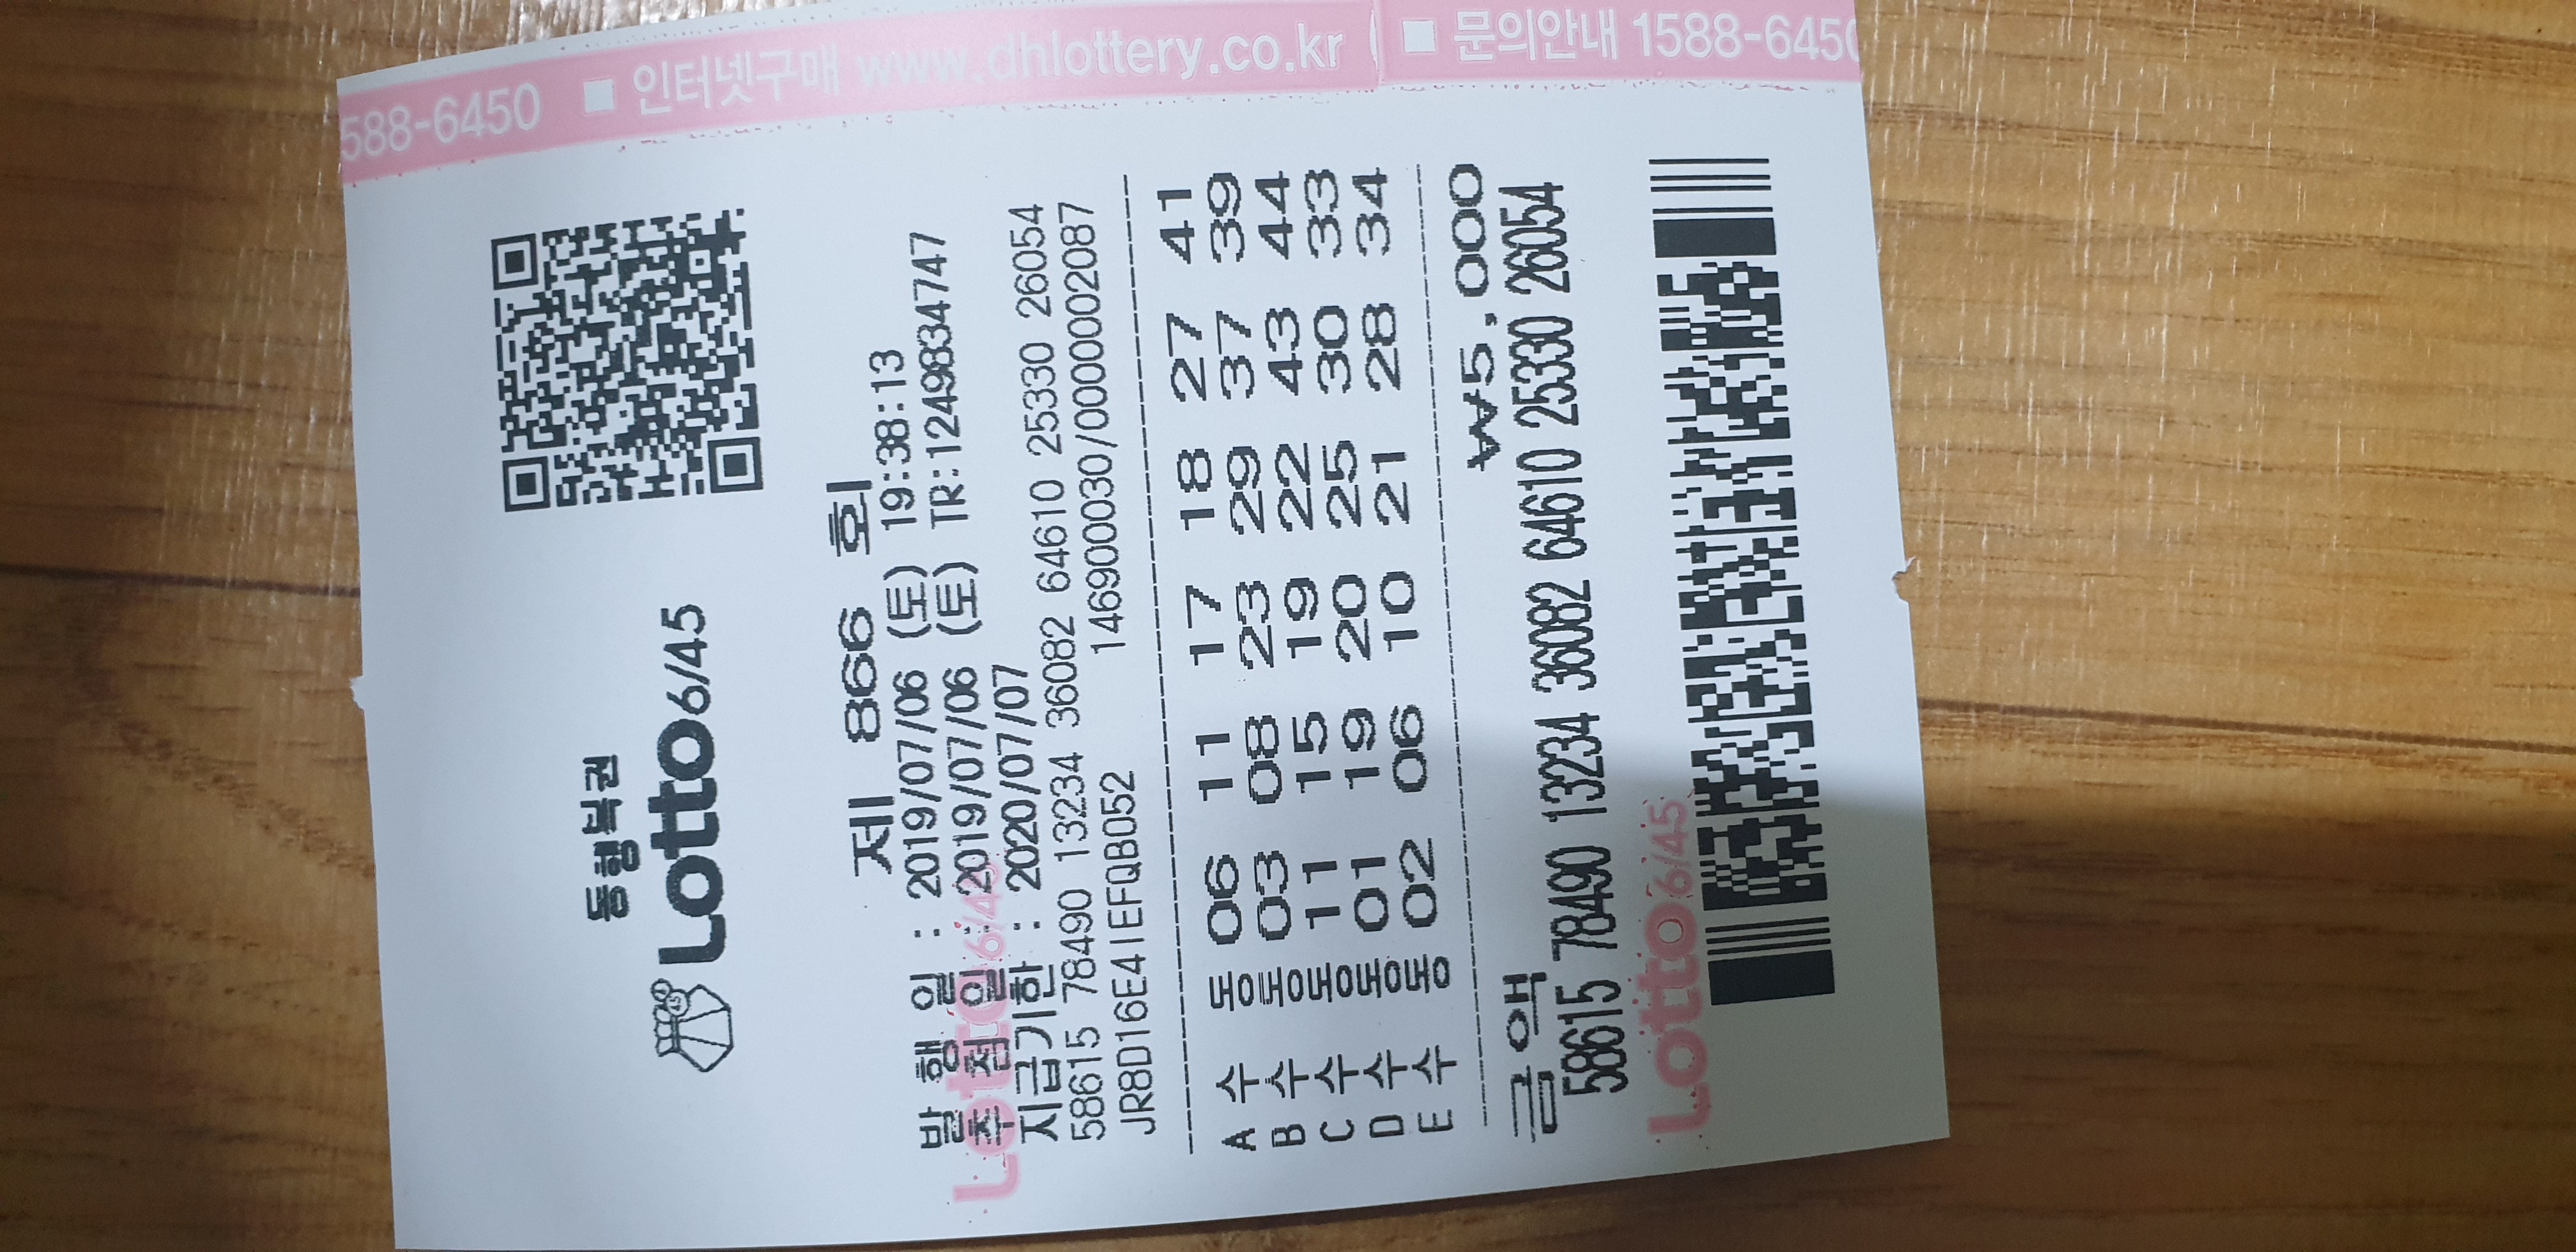 588-6450 ■ 인터넷구매 www.dhlottery.co.kr ■ 문의안내 1588-6450
동행복권
Lotto6/45
제 866 회
발 행 일 : 2019/07/06 (토) 19:38:13
추 첨 일 : 2019/07/06 (토) TR:1249834747
지급기한 : 2020/07/07
58615 78490 13234 36082 64610 25330 26054
JR8D16E41EFQB052 146900030/0000002087
A 수 동 06 11 17 18 27 41
B 수 동 03 08 23 29 37 39
C 수 동 11 15 19 22 43 44
D 수 동 01 19 20 25 30 33
E 수 동 02 06 10 21 28 34
금 액 ₩5,000
58615 78490 13234 36082 64610 25330 26054
Lotto6/45
Lotto6/45